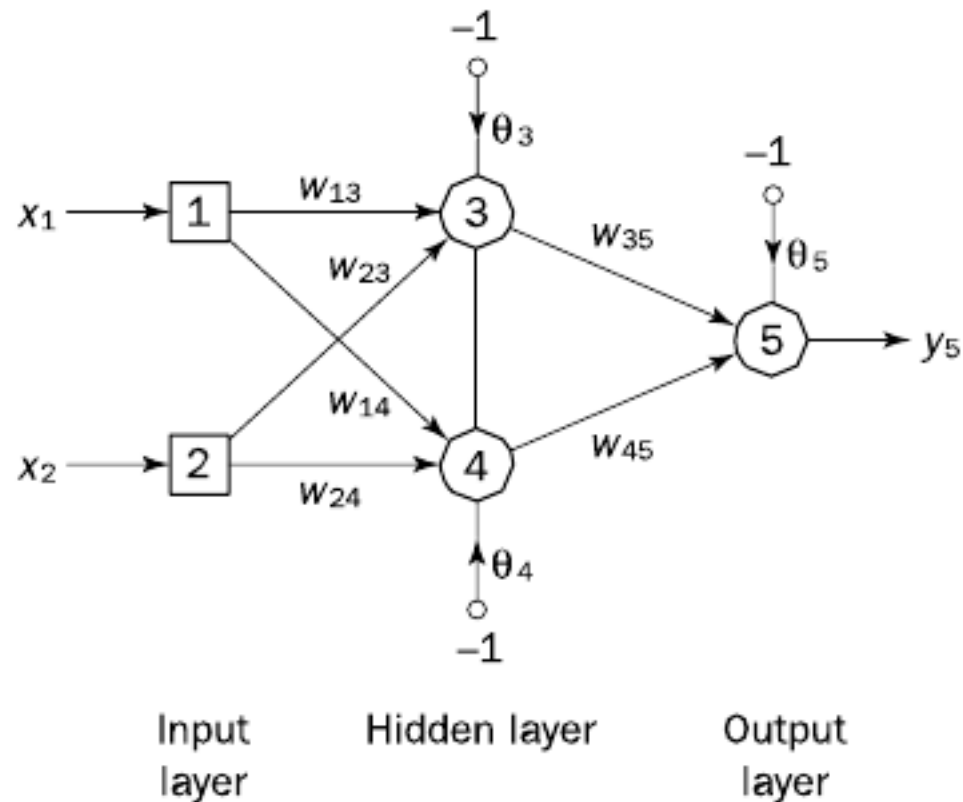 –1
θ3
–1
x1
1
w13
3
w35
θ5
w23
5
y5
w14
x2
2
w24
4
w45
θ4
–1
Input
layer
Hidden layer
Output
layer